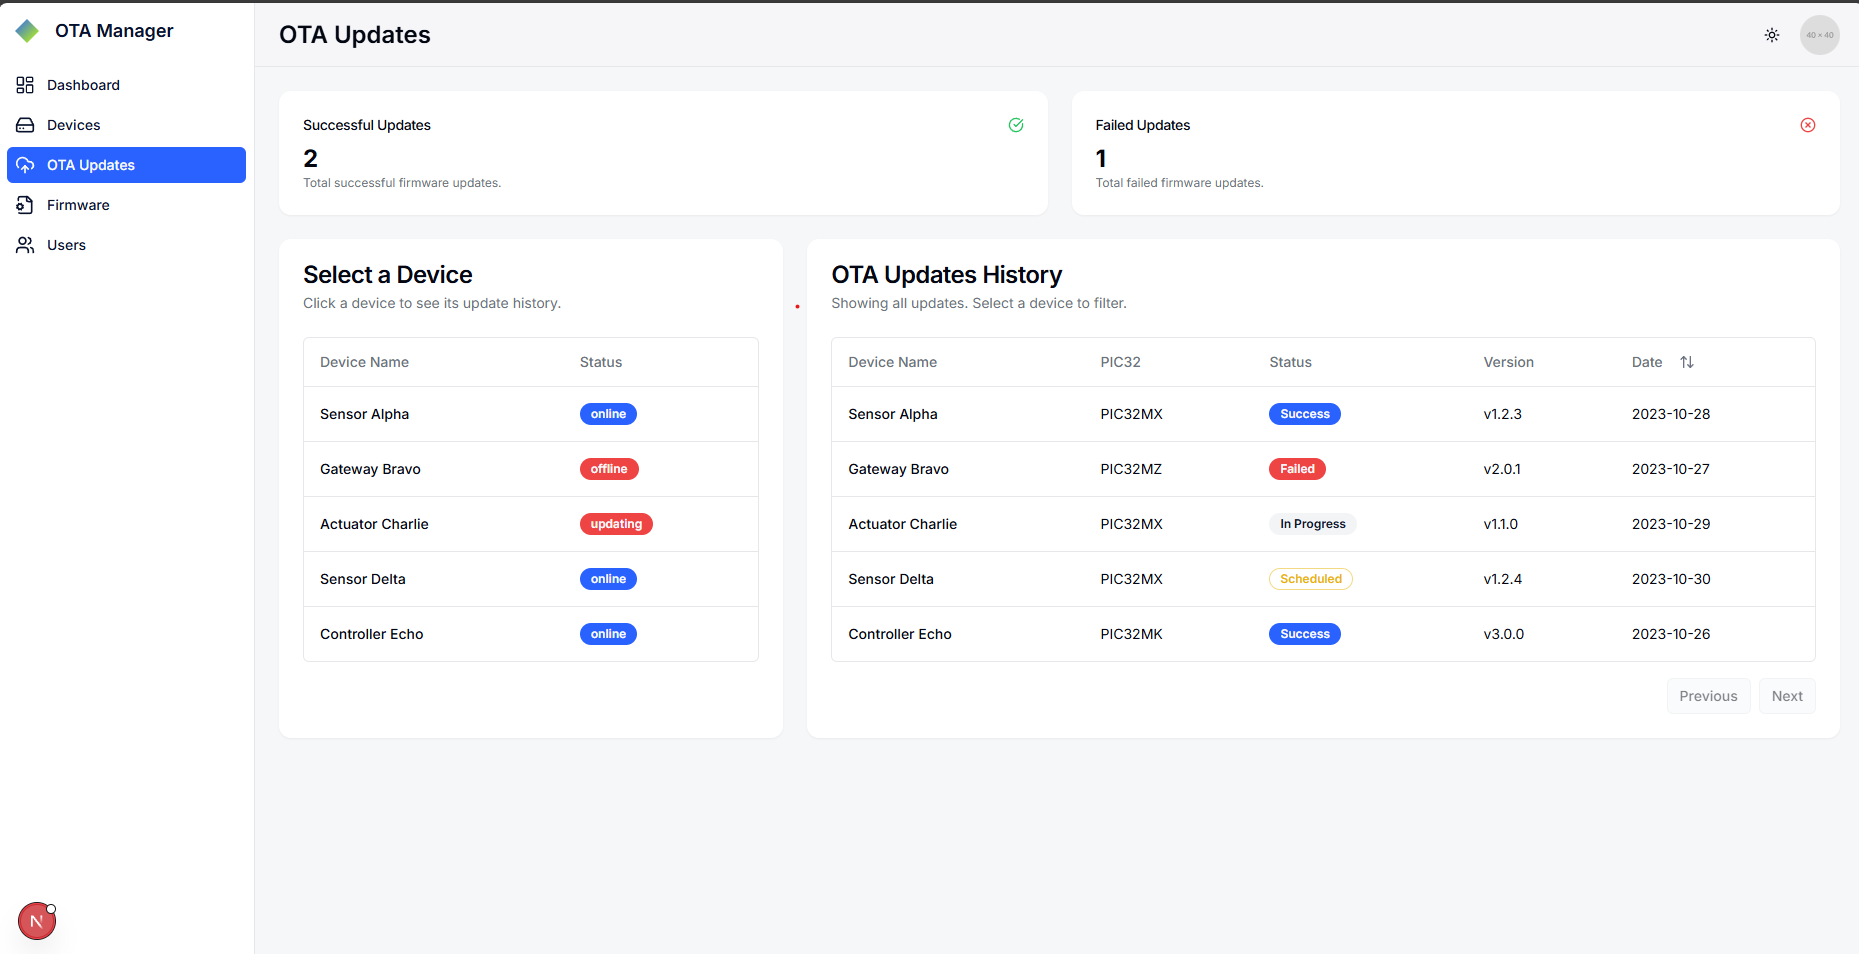 OTA Manager
OTA Updates
40 × 40
Dashboard
Devices
OTA Updates
Firmware
Users
Successful Updates
2
Total successful firmware updates.
Failed Updates
1
Total failed firmware updates.
Select a Device
Click a device to see its update history.
Device Name Status
Sensor Alpha online
Gateway Bravo offline
Actuator Charlie updating
Sensor Delta online
Controller Echo online
OTA Updates History
Showing all updates. Select a device to filter.
Device Name PIC32 Status Version Date
Sensor Alpha PIC32MX Success v1.2.3 2023-10-28
Gateway Bravo PIC32MZ Failed v2.0.1 2023-10-27
Actuator Charlie PIC32MX In Progress v1.1.0 2023-10-29
Sensor Delta PIC32MX Scheduled v1.2.4 2023-10-30
Controller Echo PIC32MK Success v3.0.0 2023-10-26
Previous Next
N